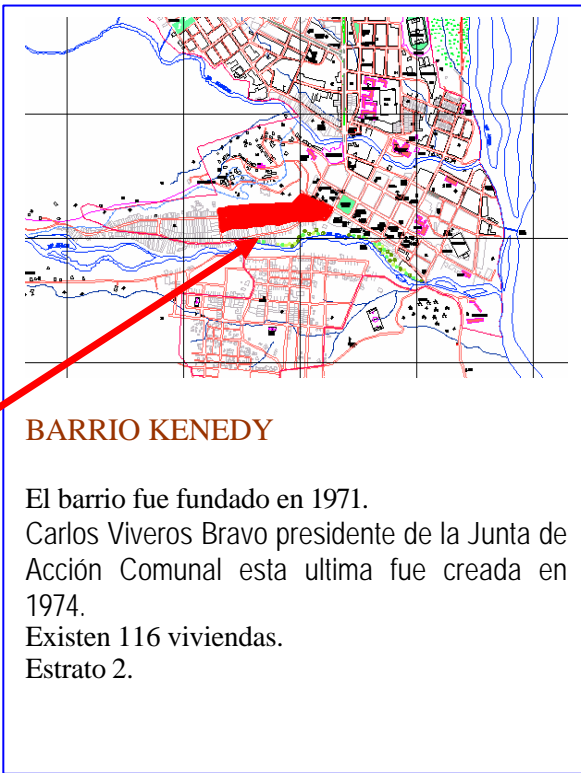 BARRIO KENEDY
El barrio fue fundado en 1971.
Carlos Viveros Bravo presidente de la Junta de
Acción Comunal esta ultima fue creada en
1974.
Existen 116 viviendas.
Estrato 2.